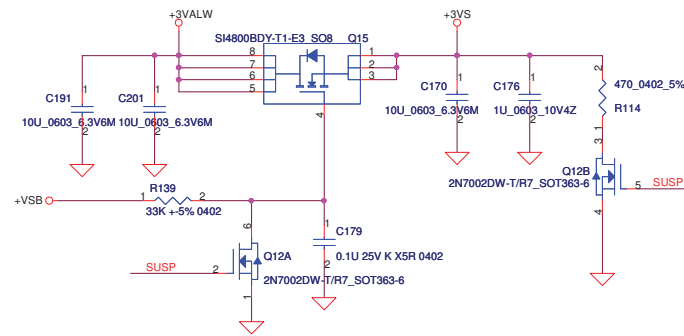 +3VALW
+3VS
SI4800BDY-T1-E3_SO8 Q15
8
7
6
5
1
2
3
4
1
C191
2
10U_0603_6.3V6M
1
C201
2
10U_0603_6.3V6M
1
C170
2
10U_0603_6.3V6M
1
C176
2
1U_0603_10V4Z
2
470_0402_5%
R114
1
3
Q12B
2N7002DW-T/R7_SOT363-6
5
SUSP
4
+VSB
1
R139
2
33K +-5% 0402
6
Q12A
SUSP
2
2N7002DW-T/R7_SOT363-6
1
1
C179
0.1U 25V K X5R 0402
2